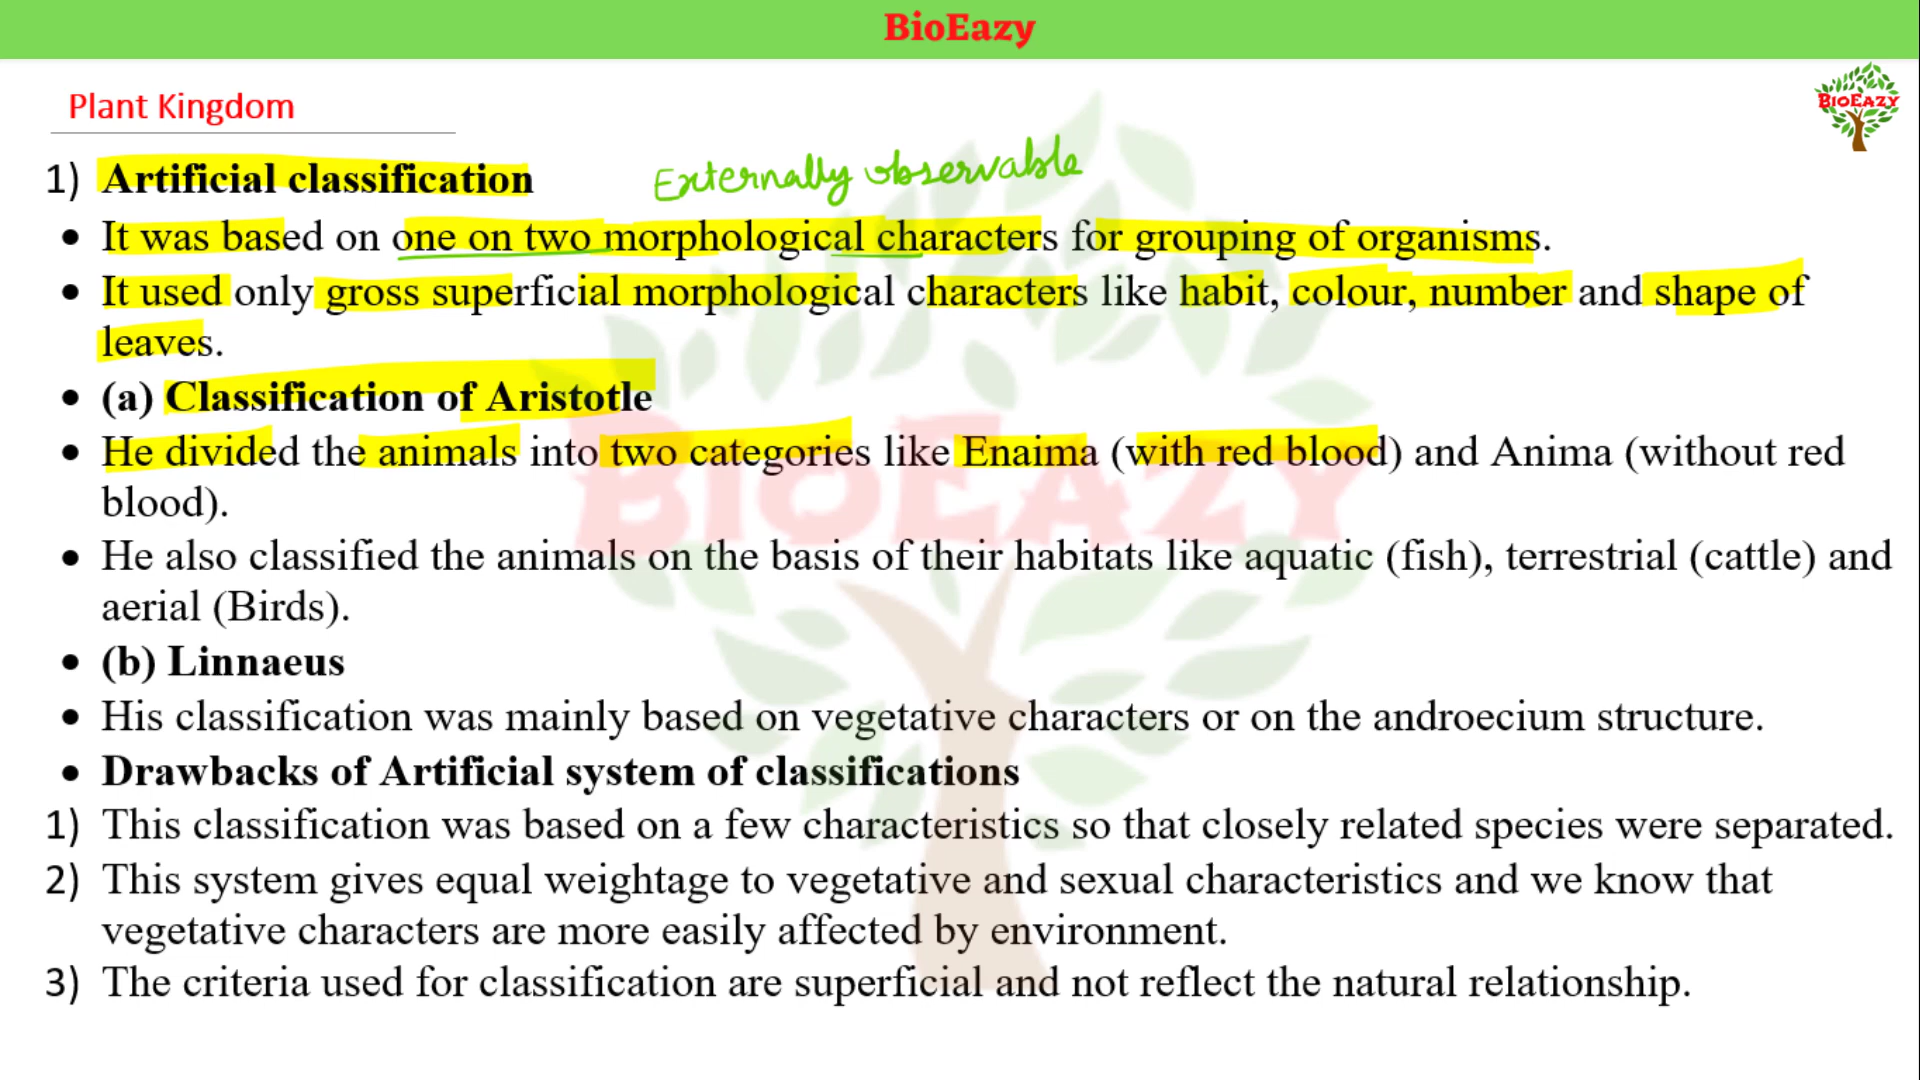 BioEazy
BIOEAZY
Plant Kingdom
1) Artificial classification
Externally observable
• It was based on one on two morphological characters for grouping of organisms.
• It used only gross superficial morphological characters like habit, colour, number and shape of
leaves.
• (a) Classification of Aristotle
• He divided the animals into two categories like Enaima (with red blood) and Anima (without red
blood).
• He also classified the animals on the basis of their habitats like aquatic (fish), terrestrial (cattle) and
aerial (Birds).
• (b) Linnaeus
• His classification was mainly based on vegetative characters or on the androecium structure.
• Drawbacks of Artificial system of classifications
1) This classification was based on a few characteristics so that closely related species were separated.
2) This system gives equal weightage to vegetative and sexual characteristics and we know that
vegetative characters are more easily affected by environment.
3) The criteria used for classification are superficial and not reflect the natural relationship.
BIOEAZY